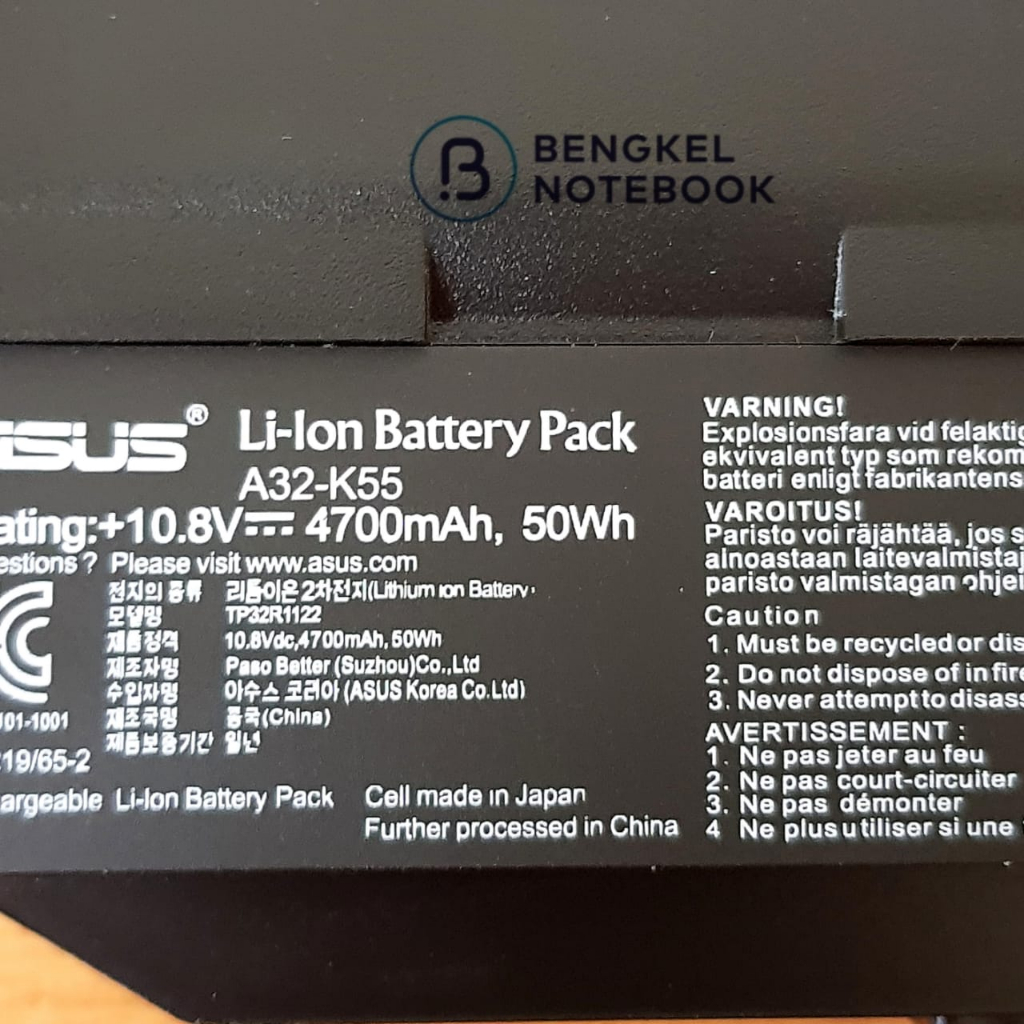 BENGKEL
NOTEBOOK
ASUS® Li-Ion Battery Pack
A32-K55
ating:+10.8V⎓ 4700mAh, 50Wh
estions? Please visit www.asus.com
전지의 종류 리튬이온 2차전지(Lithium ion Battery)
모델명 TP32R1122
제품정격 10.8Vdc,4700mAh,50Wh
제조자명 Paso Better (Suzhou)Co.,Ltd
수입자명 아수스 코리아 (ASUS Korea Co.Ltd)
제조국명 중국(China)
제품보증기간 일년
01-1001
19/65-2
argeable Li-Ion Battery Pack
Cell made in Japan
Further processed in China
VARNING!
Explosionsfara vid felaktig
ekvivalent typ som rekom
batteri enligt fabrikantens
VAROITUS!
Paristo voi räjähtää, jos s
ainoastaan laitevalmistaj
paristo valmistagan ohjei
Caution
1. Must be recycled or dis
2. Do not dispose of in fire
3. Never attempt to disass
AVERTISSEMENT :
1. Ne pas jeter au feu
2. Ne pas court-circuiter
3. Ne pas démonter
4 Ne plus utiliser si une